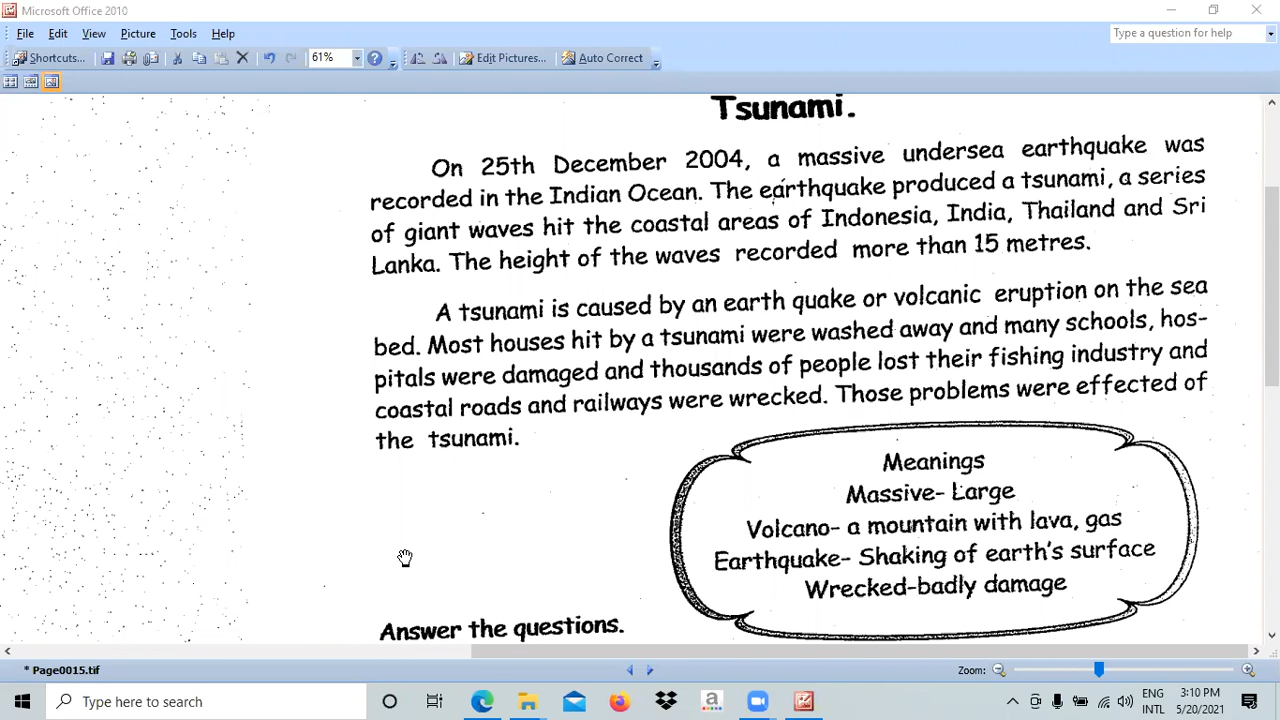 Microsoft Office 2010
File Edit View Picture Tools Help
Type a question for help
Shortcuts... 61% Edit Pictures... Auto Correct
Tsunami.
On 25th December 2004, a massive undersea earthquake was
recorded in the Indian Ocean. The earthquake produced a tsunami, a series
of giant waves hit the coastal areas of Indonesia, India, Thailand and Sri
Lanka. The height of the waves recorded more than 15 metres.
A tsunami is caused by an earth quake or volcanic eruption on the sea
bed. Most houses hit by a tsunami were washed away and many schools, hos-
pitals were damaged and thousands of people lost their fishing industry and
coastal roads and railways were wrecked. Those problems were effected of
the tsunami.
Meanings
Massive- Large
Volcano- a mountain with lava, gas
Earthquake- Shaking of earth's surface
Wrecked-badly damage
Answer the questions.
* Page0015.tif
Zoom:
Type here to search
a
ENG
INTL
3:10 PM
5/20/2021